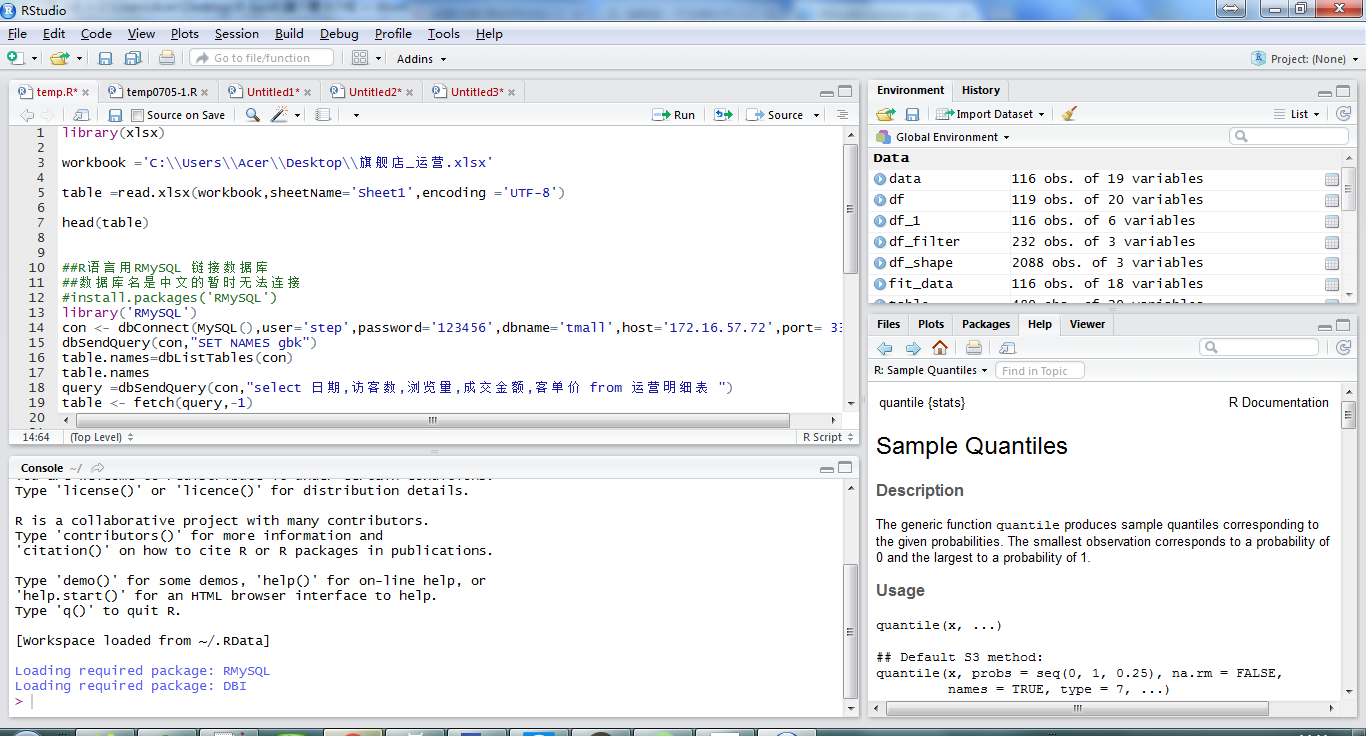 RStudio
File Edit Code View Plots Session Build Debug Profile Tools Help
Go to file/function Addins Project: (None)
temp.R* temp0705-1.R Untitled1* Untitled2* Untitled3*
Source on Save Run Source
1 library(xlsx)
2
3 workbook ='C:\\Users\\Acer\\Desktop\\旗舰店_运营.xlsx'
4
5 table =read.xlsx(workbook,sheetName='Sheet1',encoding ='UTF-8')
6
7 head(table)
8
9
10 ##R语言用RMySQL 链接数据库
11 ##数据库名是中文的暂时无法连接
12 #install.packages('RMySQL')
13 library('RMySQL')
14 con <- dbConnect(MySQL(),user='step',password='123456',dbname='tmall',host='172.16.57.72',port= 33
15 dbSendQuery(con,"SET NAMES gbk")
16 table.names=dbListTables(con)
17 table.names
18 query =dbSendQuery(con,"select 日期,访客数,浏览量,成交金额,客单价 from 运营明细表 ")
19 table <- fetch(query,-1)
20
14:64 (Top Level) R Script
Console ~/
Type 'license()' or 'licence()' for distribution details.
R is a collaborative project with many contributors.
Type 'contributors()' for more information and
'citation()' on how to cite R or R packages in publications.
Type 'demo()' for some demos, 'help()' for on-line help, or
'help.start()' for an HTML browser interface to help.
Type 'q()' to quit R.
[Workspace loaded from ~/.RData]
Loading required package: RMySQL
Loading required package: DBI
>
Environment History
Import Dataset List
Global Environment
Data
data 116 obs. of 19 variables
df 119 obs. of 20 variables
df_1 116 obs. of 6 variables
df_filter 232 obs. of 3 variables
df_shape 2088 obs. of 3 variables
fit_data 116 obs. of 18 variables
Files Plots Packages Help Viewer
R: Sample Quantiles Find in Topic
quantile {stats} R Documentation
Sample Quantiles
Description
The generic function quantile produces sample quantiles corresponding to
the given probabilities. The smallest observation corresponds to a probability of
0 and the largest to a probability of 1.
Usage
quantile(x, ...)
## Default S3 method:
quantile(x, probs = seq(0, 1, 0.25), na.rm = FALSE,
names = TRUE, type = 7, ...)